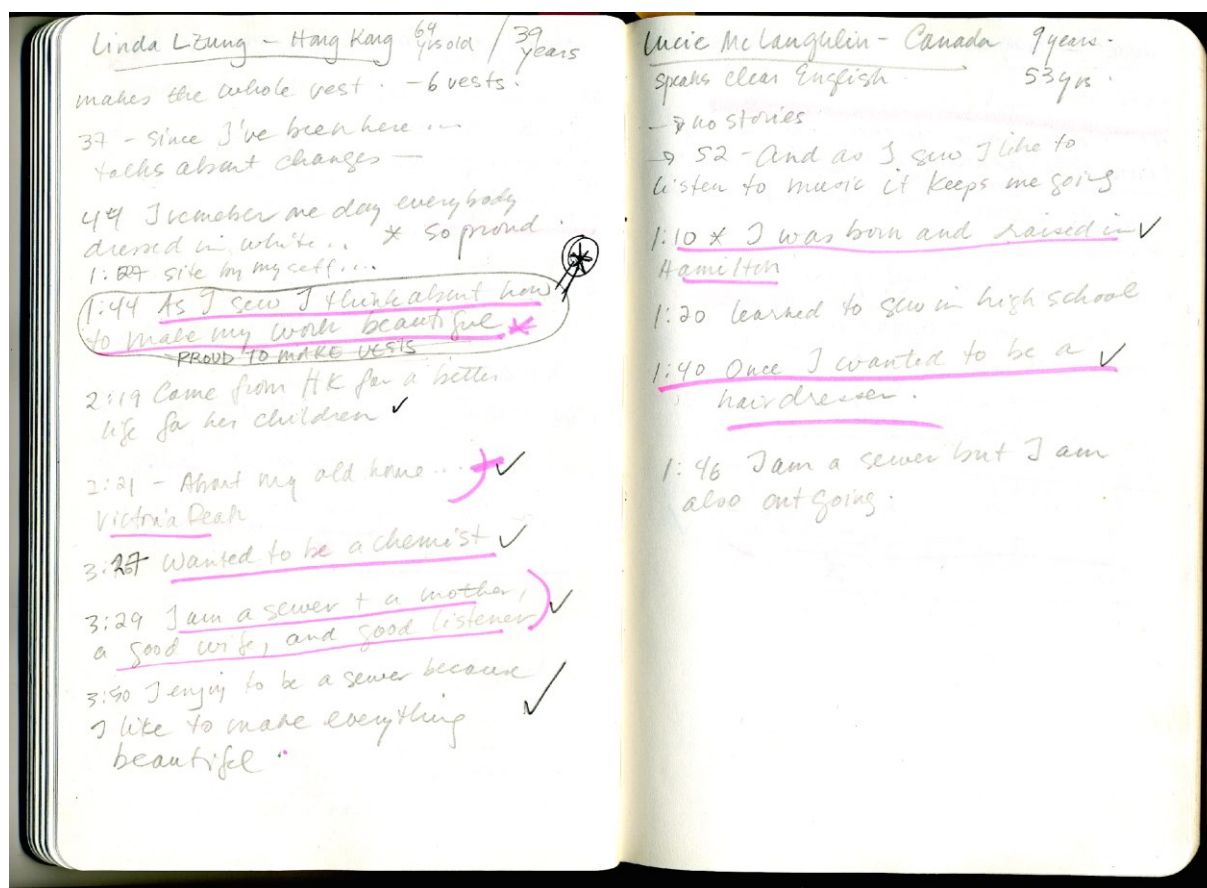 Linda LZung - Hong Kong 64 yrs old / 39 years
makes the whole vest. - 6 vests.
37 - Since I've been here ...
talks about changes -
49 I remeber one day everybody
dressed in white .. * so proud.
1:27 site by myself....
1:44 As I sew I think about how
to make my work beautiful *
PROUD TO MAKE VESTS
2:19 Came from HK for a better
life for her children ✓
2:21 - About my old home ... ✓
Victoria Peak
3:27 Wanted to be a chemist ✓
3:29 I am a sewer + a mother,
a good wife, and good listener ✓
3:50 I enjoy to be a sewer because
I like to make everything ✓
beautiful.
Lucie McLaughlin - Canada 9 years -
speaks clear English. 53 yrs.
→ no stories
→ 52 - And as I sew I like to
listen to music it keeps me going
1:10 * I was born and raised in ✓
Hamilton
1:20 learned to sew in high school
1:40 Once I wanted to be a ✓
hairdresser.
1:46 I am a sewer but I am
also out going.